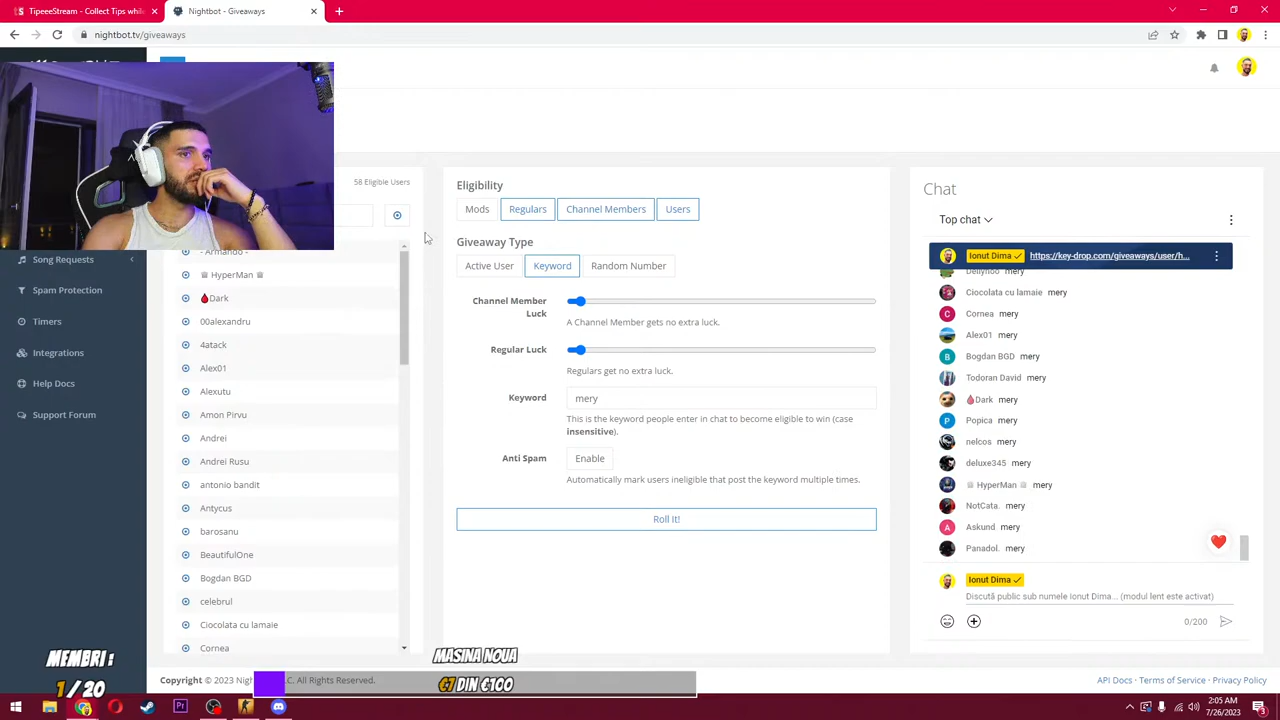 TipeeeStream - Collect Tips while
Nightbot - Giveaways
nightbot.tv/giveaways
58 Eligible Users
Song Requests
Spam Protection
Timers
Integrations
Help Docs
Support Forum
- Armando -
♕ HyperMan ♕
🩸Dark
00alexandru
4atack
Alex01
Alexutu
Amon Pirvu
Andrei
Andrei Rusu
antonio bandit
Antycus
barosanu
BeautifulOne
Bogdan BGD
celebrul
Ciocolata cu lamaie
Cornea
Eligibility
Mods Regulars Channel Members Users
Giveaway Type
Active User Keyword Random Number
Channel Member Luck
A Channel Member gets no extra luck.
Regular Luck
Regulars get no extra luck.
Keyword
mery
This is the keyword people enter in chat to become eligible to win (case
insensitive).
Anti Spam
Enable
Automatically mark users ineligible that post the keyword multiple times.
Roll It!
Chat
Top chat
Ionut Dima ✓ https://key-drop.com/giveaways/user/h...
Dellyhoo mery
Ciocolata cu lamaie mery
Cornea mery
Alex01 mery
Bogdan BGD mery
Todoran David mery
🩸Dark mery
Popica mery
nelcos mery
deluxe345 mery
♕ HyperMan ♕ mery
NotCata. mery
Askund mery
Panadol. mery
Ionut Dima ✓
Discută public sub numele Ionut Dima... (modul lent este activat)
0/200
MEMBRI :
1/20
MASINA NOUA
€7 DIN €100
Copyright © 2023 Nigh
.C. All Rights Reserved.
API Docs - Terms of Service - Privacy Policy
2:05 AM
7/26/2023
3